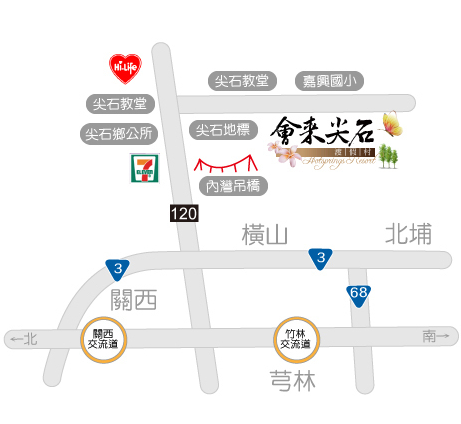 Hi-Life
尖石教堂
嘉興國小
尖石教堂
尖石鄉公所
尖石地標
會來尖石
渡假村
7
ELEVEN
內灣吊橋
120
橫山
北埔
3
3
關西
68
←北
關西
交流道
竹林
交流道
南→
芎林